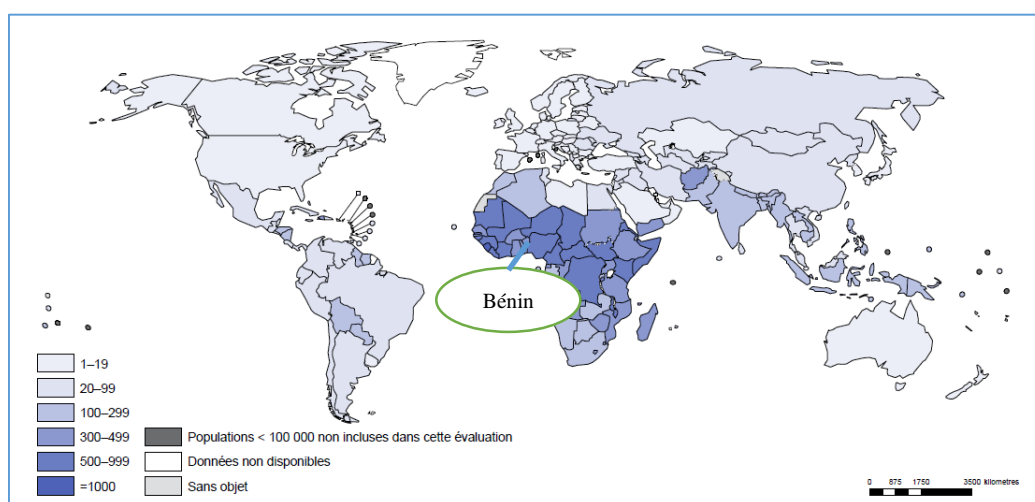 Bénin
1–19
20–99
100–299
300–499
500–999
=1000
Populations < 100 000 non incluses dans cette évaluation
Données non disponibles
Sans objet
0 875 1750 3500 kilometres